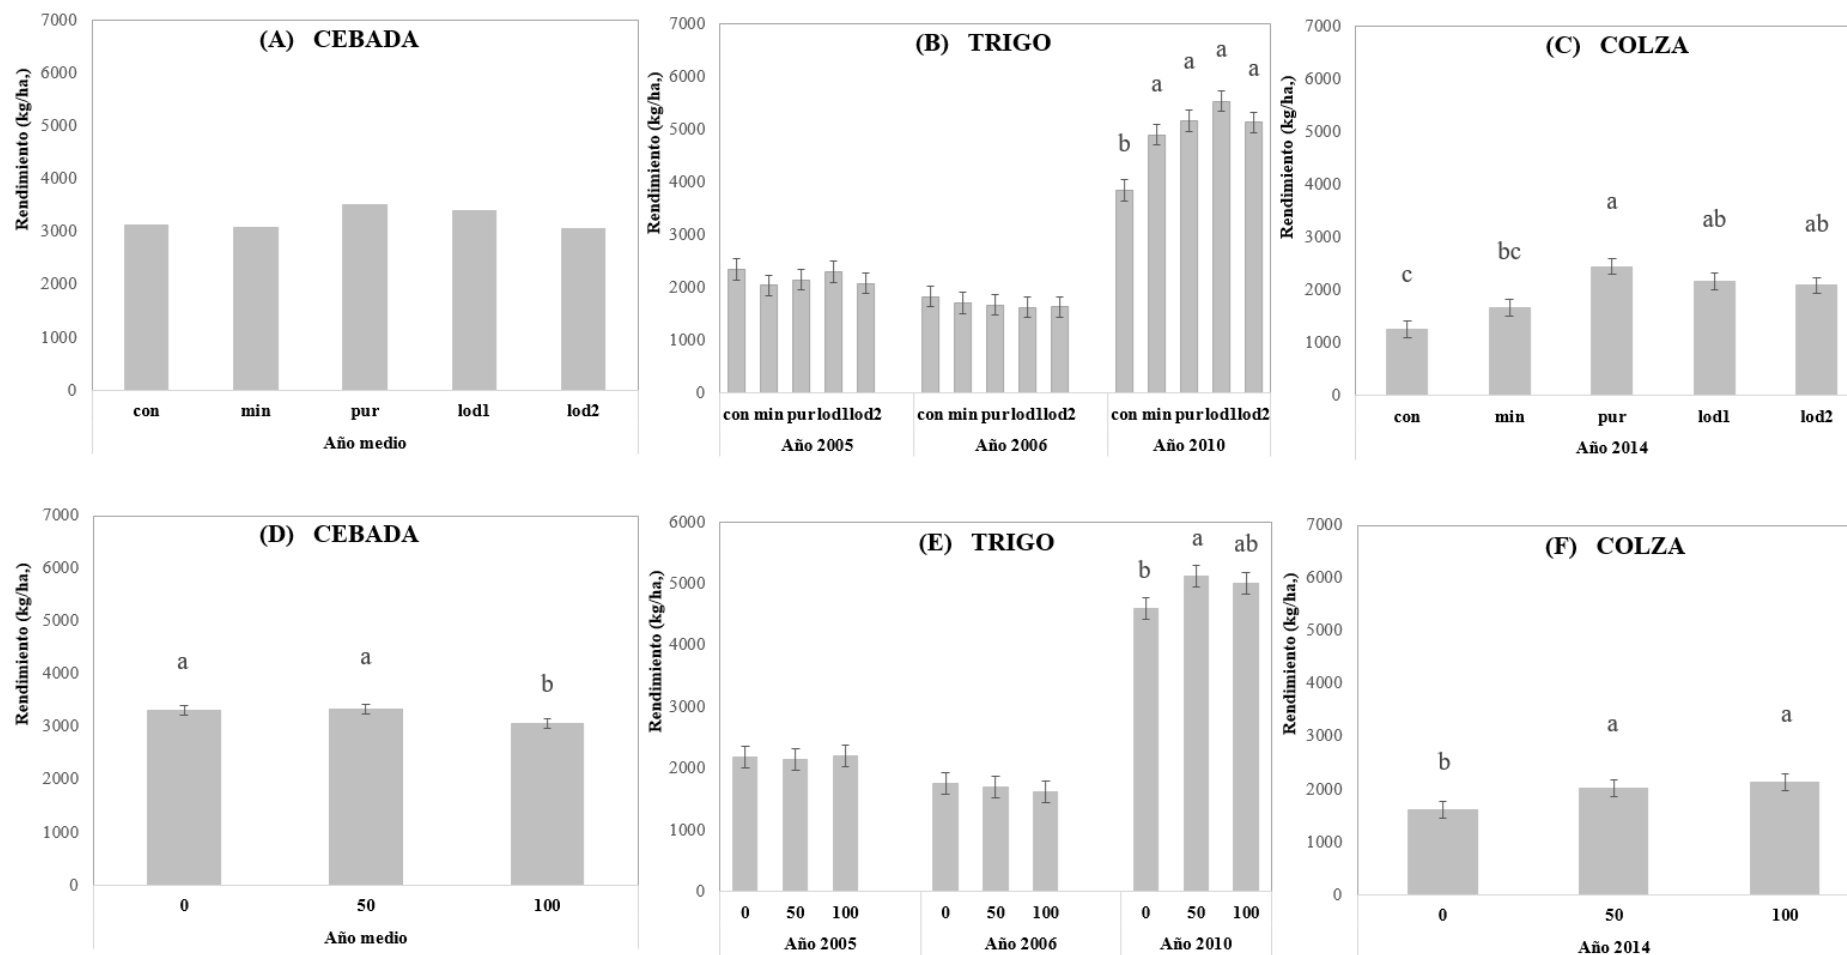 (A) CEBADA
Rendimiento (kg/ha,)
7000
6000
5000
4000
3000
2000
1000
0
con min pur lod1 lod2
Año medio
(B) TRIGO
Rendimiento (kg/ha,)
7000
6000
5000
4000
3000
2000
1000
0
b a a a a
con min pur lod1 lod2 con min pur lod1 lod2 con min pur lod1 lod2
Año 2005 Año 2006 Año 2010
(C) COLZA
Rendimiento (kg/ha,)
7000
6000
5000
4000
3000
2000
1000
0
c bc a ab ab
con min pur lod1 lod2
Año 2014
(D) CEBADA
Rendimiento (kg/ha,)
7000
6000
5000
4000
3000
2000
1000
0
a a b
0 50 100
Año medio
(E) TRIGO
Rendimiento (kg/ha,)
6000
5000
4000
3000
2000
1000
0
b a ab
0 50 100 0 50 100 0 50 100
Año 2005 Año 2006 Año 2010
(F) COLZA
Rendimiento (kg/ha,)
7000
6000
5000
4000
3000
2000
1000
0
b a a
0 50 100
Año 2014